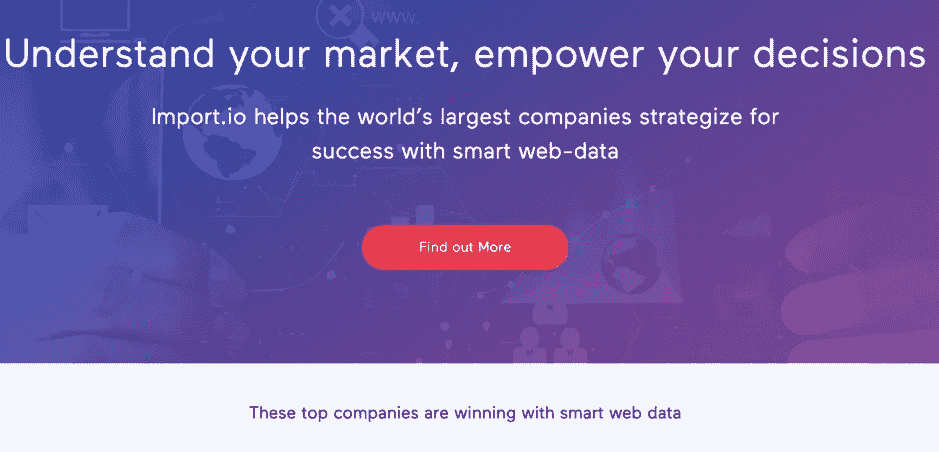 www.
Understand your market, empower your decisions
Import.io helps the world's largest companies strategize for
success with smart web-data
Find out More
These top companies are winning with smart web data